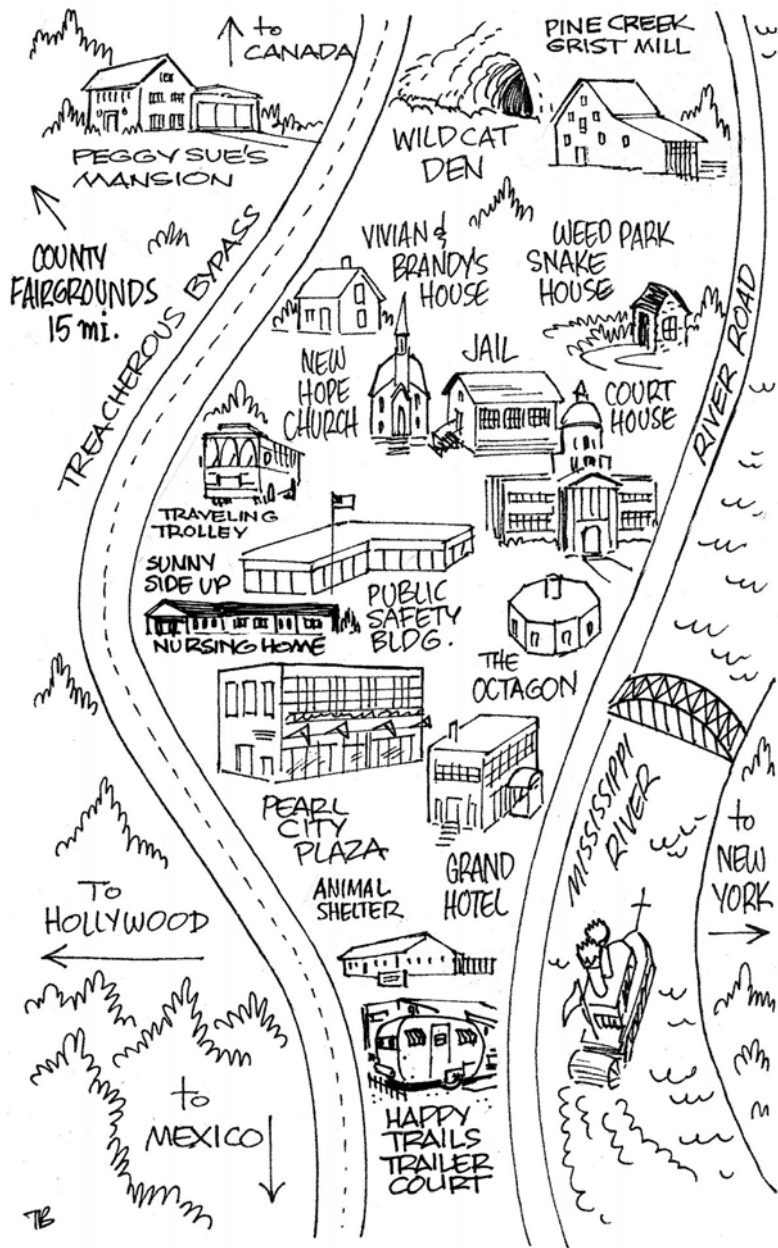 to
CANADA
PINE CREEK
GRIST MILL
PEGGY SUE'S
MANSION
WILDCAT
DEN
COUNTY
FAIRGROUNDS
15 mi.
TREACHEROUS BYPASS
VIVIAN &
BRANDY'S
HOUSE
WEED PARK
SNAKE
HOUSE
RIVER ROAD
NEW
HOPE
CHURCH
JAIL
COURT
HOUSE
TRAVELING
TROLLEY
SUNNY
SIDE UP
NURSING HOME
PUBLIC
SAFETY
BLDG.
THE
OCTAGON
PEARL
CITY
PLAZA
GRAND
HOTEL
MISSISSIPPI
RIVER
to
NEW
YORK
To
HOLLYWOOD
ANIMAL
SHELTER
to
MEXICO
HAPPY
TRAILS
TRAILER
COURT
TB